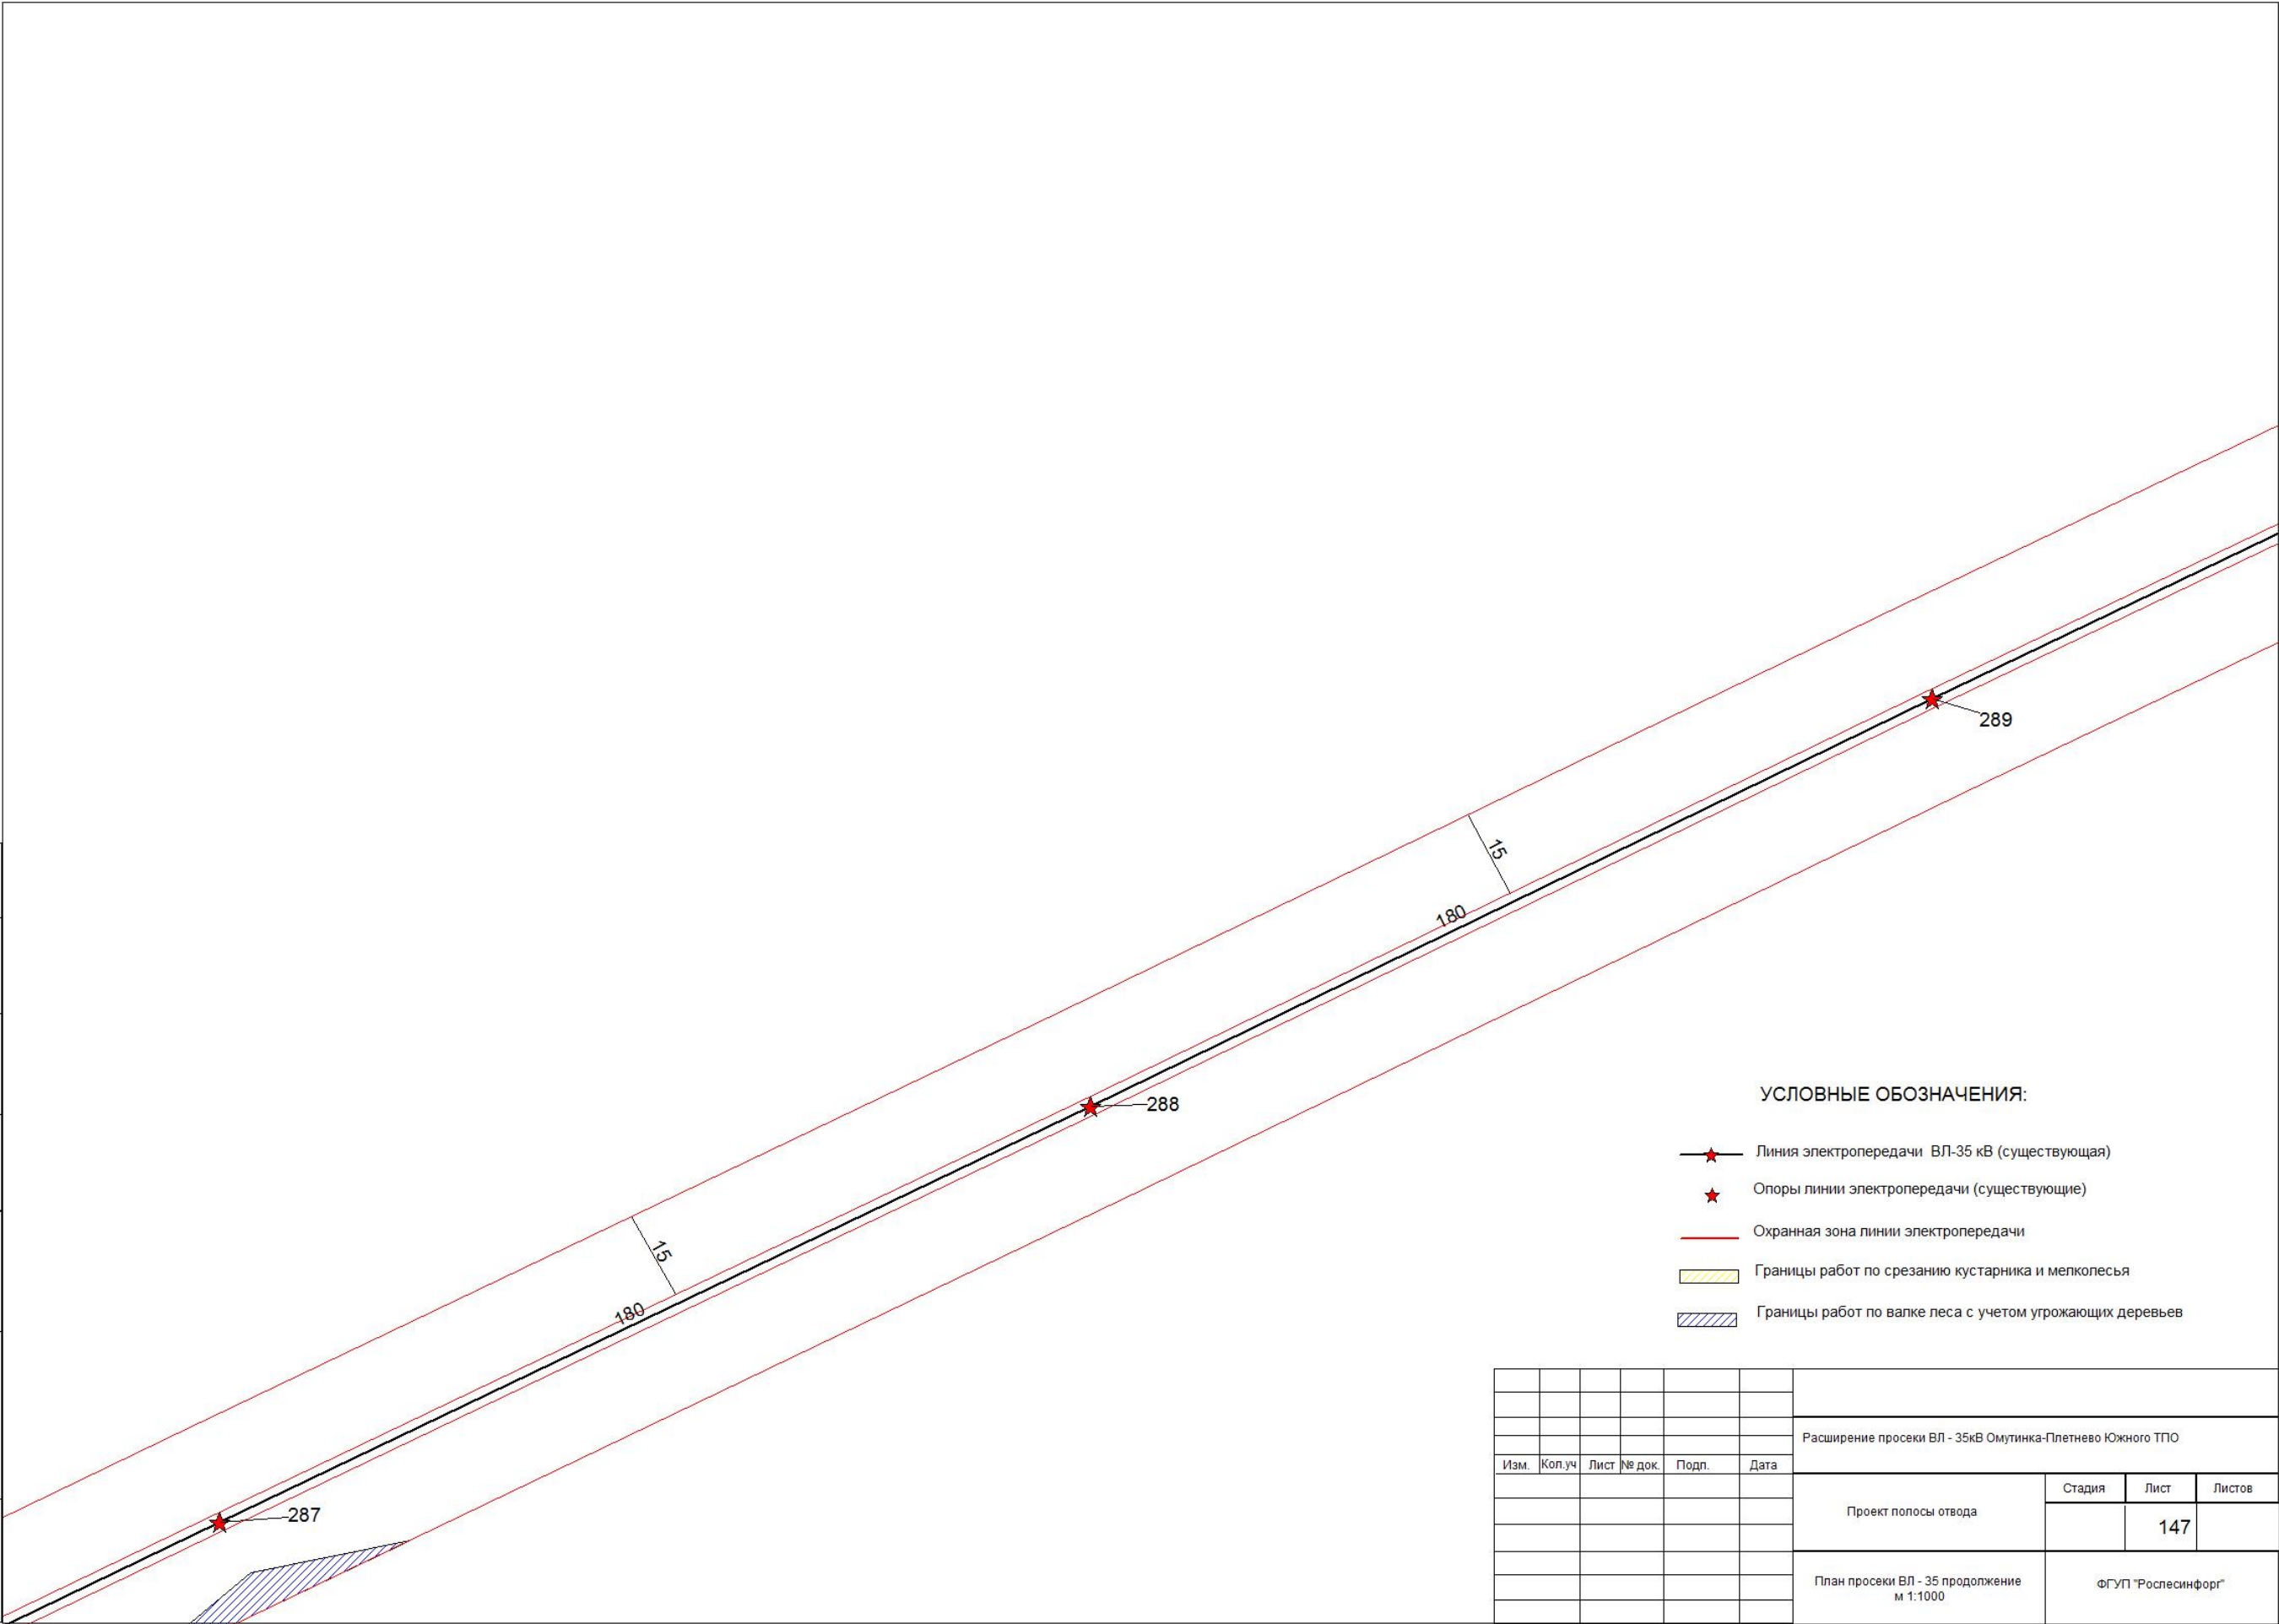 289
15
180
288
15
180
287
УСЛОВНЫЕ ОБОЗНАЧЕНИЯ:
Линия электропередачи ВЛ-35 кВ (существующая)
Опоры линии электропередачи (существующие)
Охранная зона линии электропередачи
Границы работ по срезанию кустарника и мелколесья
Границы работ по валке леса с учетом угрожающих деревьев
Расширение просеки ВЛ - 35кВ Омутинка-Плетнево Южного ТПО
Изм. Кол.уч Лист № док. Подп. Дата
Проект полосы отвода
Стадия Лист Листов
147
План просеки ВЛ - 35 продолжение
м 1:1000
ФГУП "Рослесинфорг"